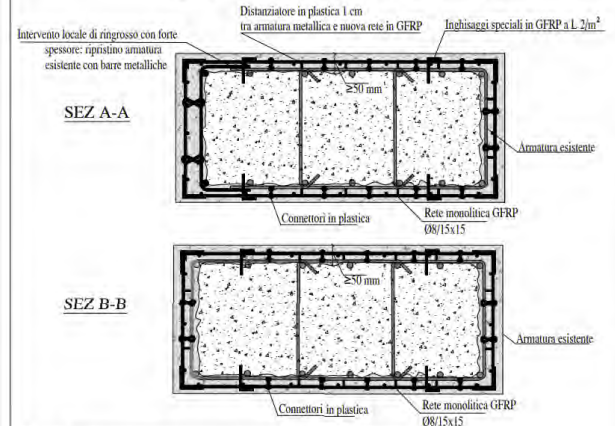 Distanziatore in plastica 1 cm
tra armatura metallica e nuova rete in GFRP
Inghisaggi speciali in GFRP a L 2/m²
Intervento locale di ringrosso con forte
spessore: ripristino armatura
esistente con barre metalliche
≥50 mm
SEZ A-A
Armatura esistente
Connettori in plastica
Rete monolitica GFRP
Ø8/15x15
≥50 mm
SEZ B-B
Armatura esistente
Connettori in plastica
Rete monolitica GFRP
Ø8/15x15